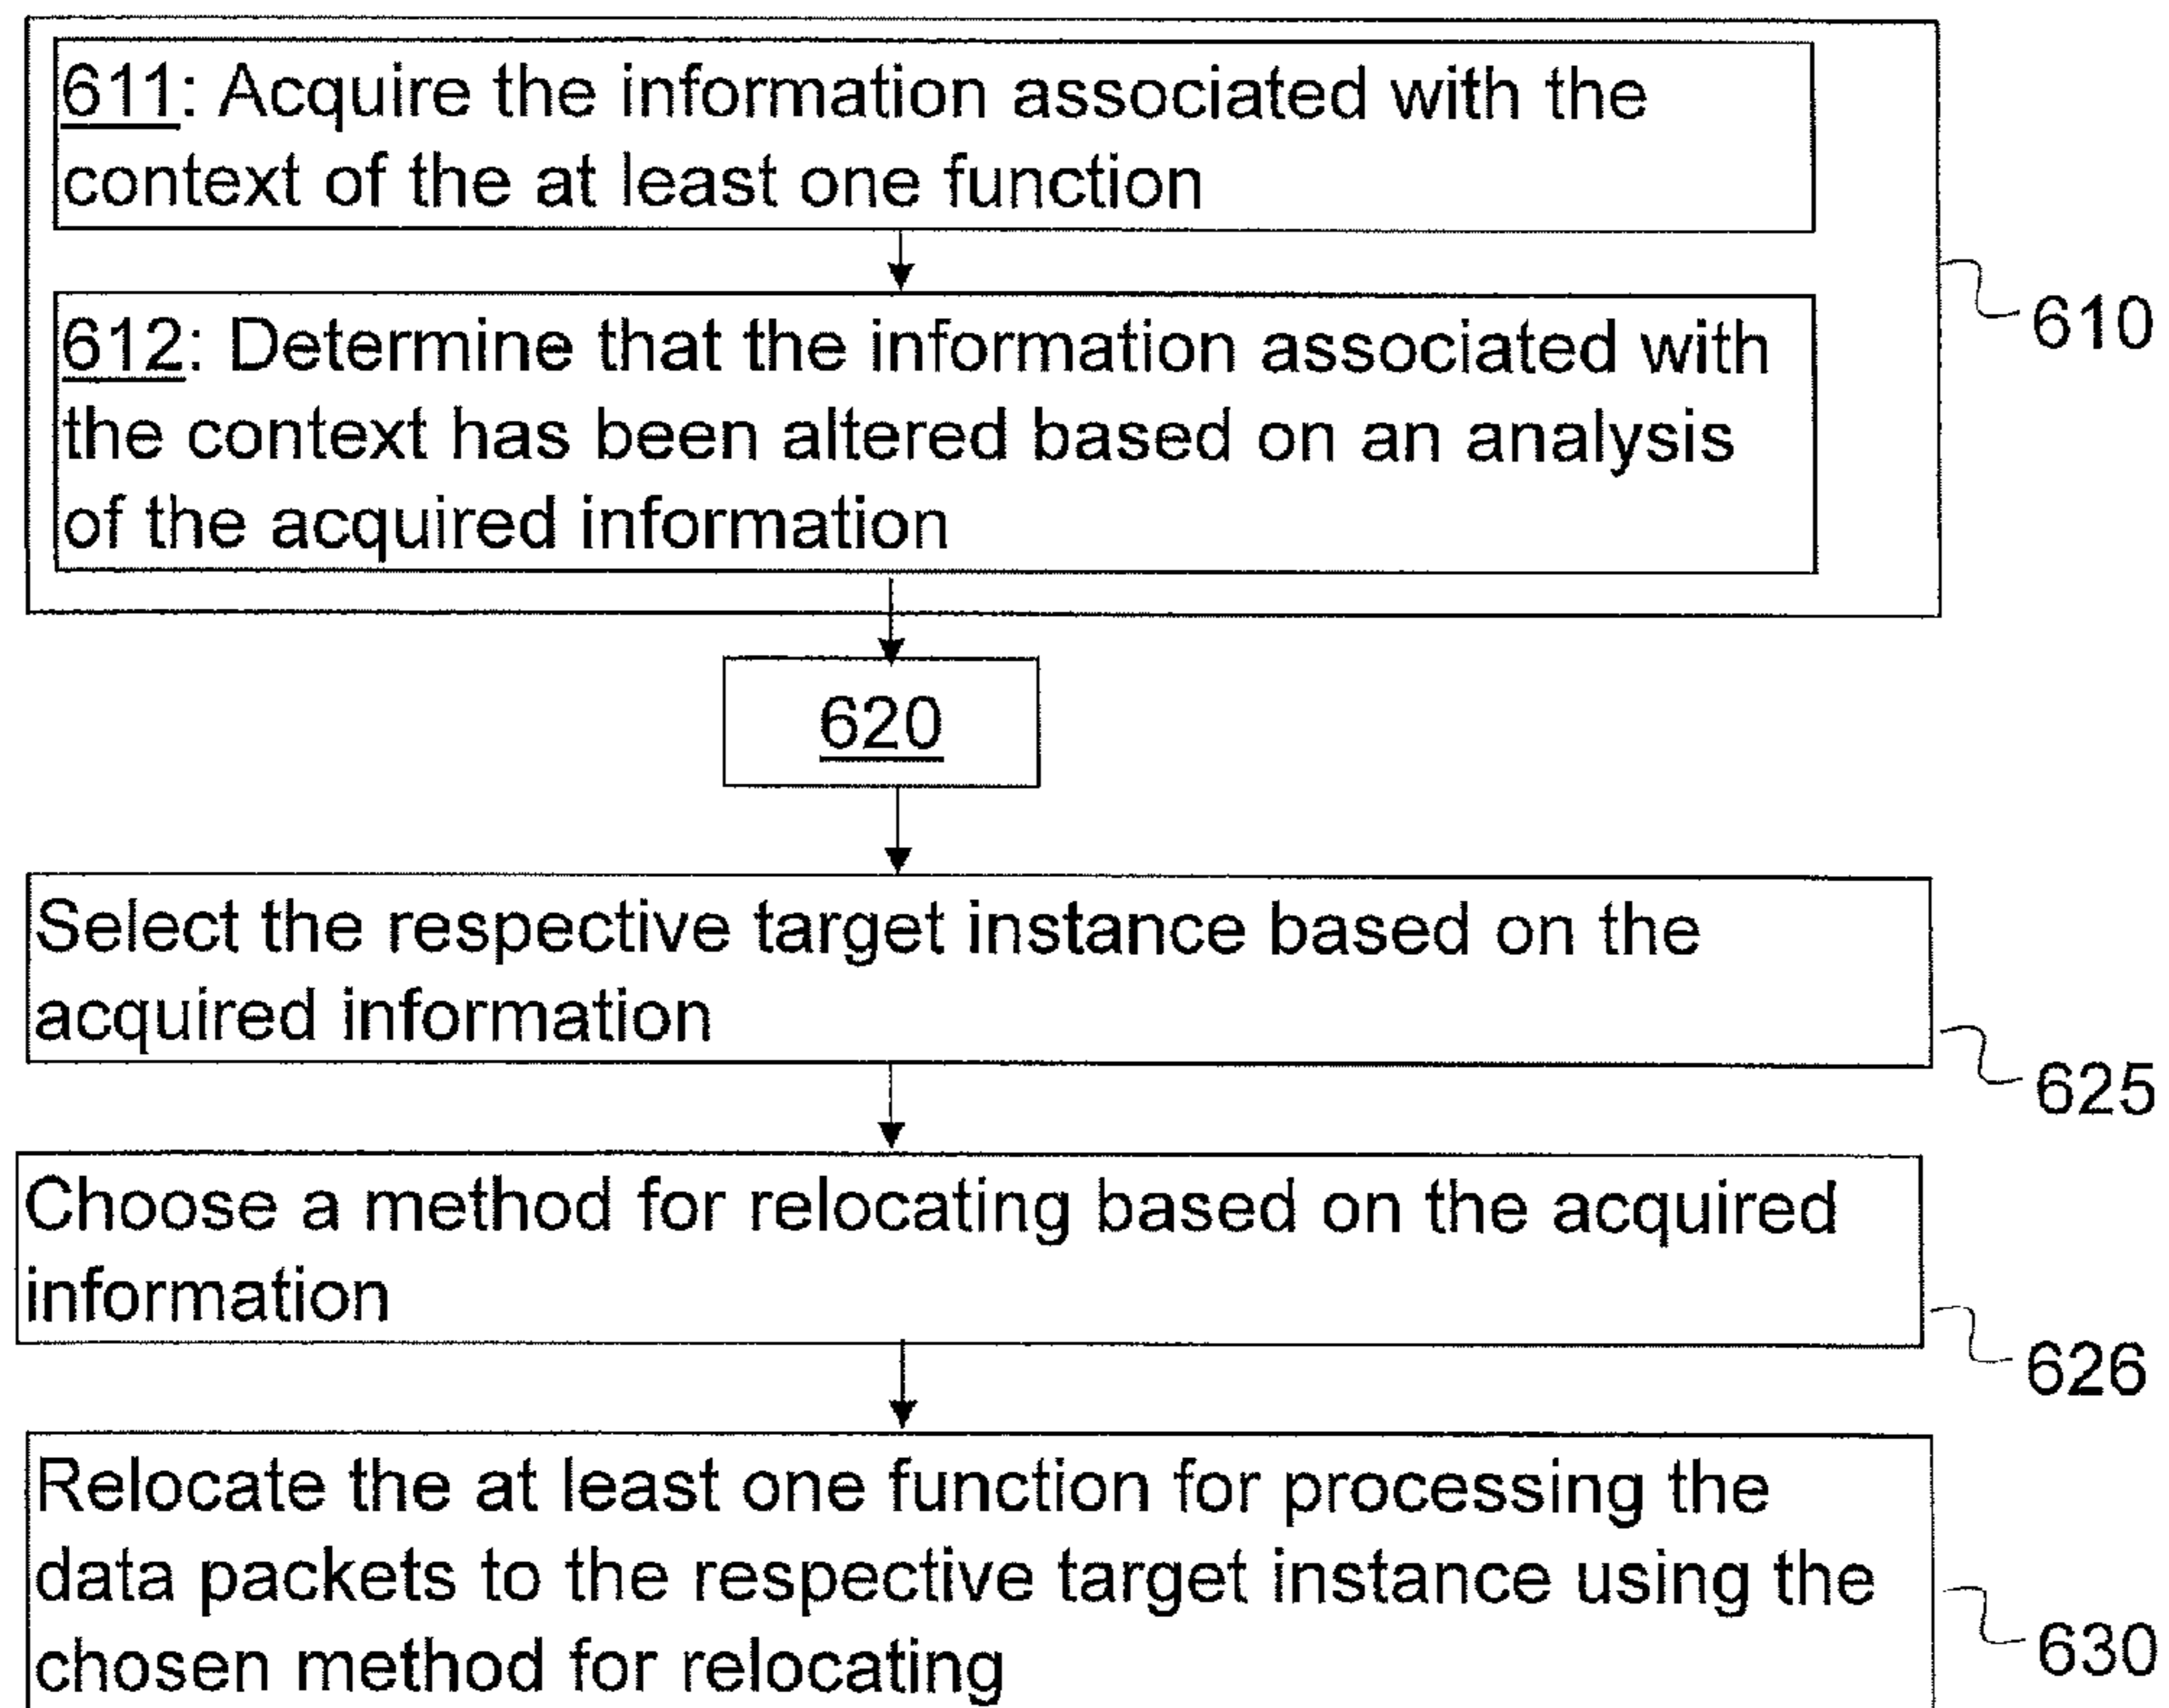 611: Acquire the information associated with the
context of the at least one function
612: Determine that the information associated with
the context has been altered based on an analysis
of the acquired information
610
620
Select the respective target instance based on the
acquired information
625
Choose a method for relocating based on the acquired
information
626
Relocate the at least one function for processing the
data packets to the respective target instance using the
chosen method for relocating
630